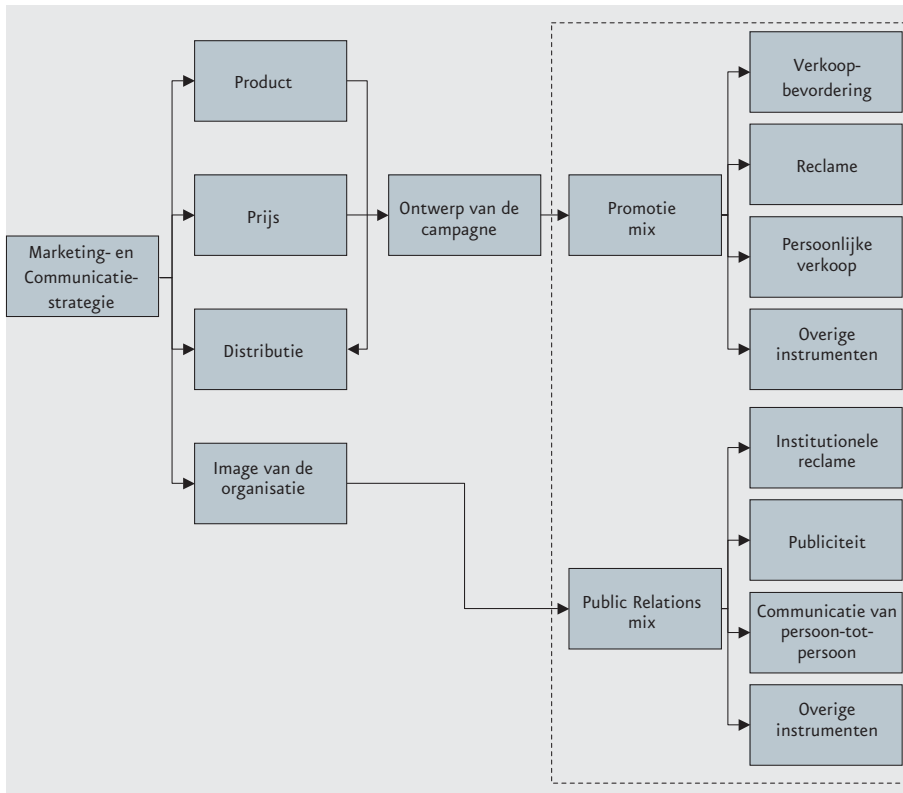 Marketing- en
Communicatie-
strategie
Product
Prijs
Distributie
Image van de
organisatie
Ontwerp van de
campagne
Promotie
mix
Verkoop-
bevordering
Reclame
Persoonlijke
verkoop
Overige
instrumenten
Public Relations
mix
Institutionele
reclame
Publiciteit
Communicatie van
persoon-tot-
persoon
Overige
instrumenten